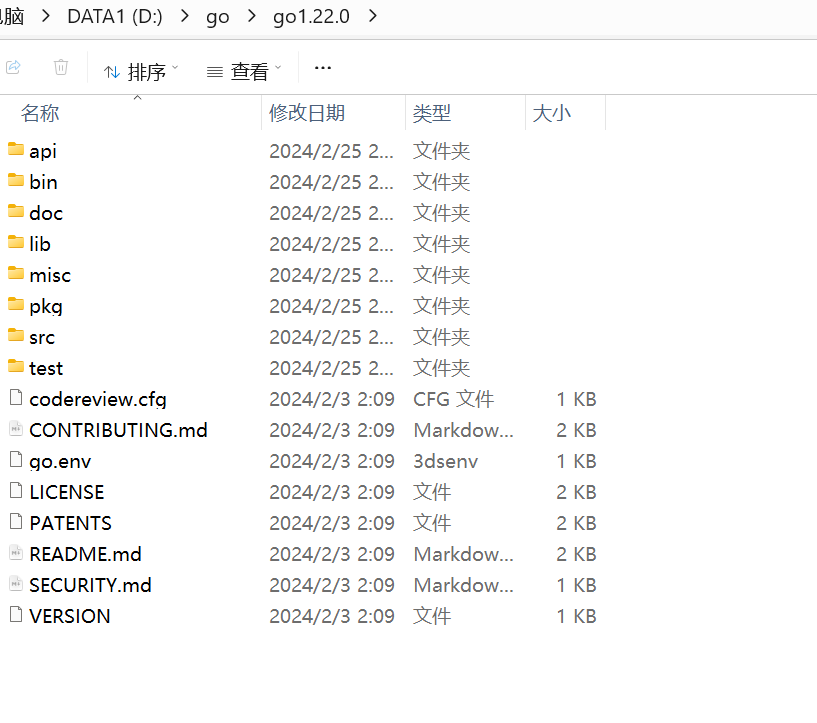 脑 > DATA1 (D:) > go > go1.22.0 >
排序 查看 ...
名称 修改日期 类型 大小
api 2024/2/25 2... 文件夹
bin 2024/2/25 2... 文件夹
doc 2024/2/25 2... 文件夹
lib 2024/2/25 2... 文件夹
misc 2024/2/25 2... 文件夹
pkg 2024/2/25 2... 文件夹
src 2024/2/25 2... 文件夹
test 2024/2/25 2... 文件夹
codereview.cfg 2024/2/3 2:09 CFG 文件 1 KB
CONTRIBUTING.md 2024/2/3 2:09 Markdow... 2 KB
go.env 2024/2/3 2:09 3dsenv 1 KB
LICENSE 2024/2/3 2:09 文件 2 KB
PATENTS 2024/2/3 2:09 文件 2 KB
README.md 2024/2/3 2:09 Markdow... 2 KB
SECURITY.md 2024/2/3 2:09 Markdow... 1 KB
VERSION 2024/2/3 2:09 文件 1 KB